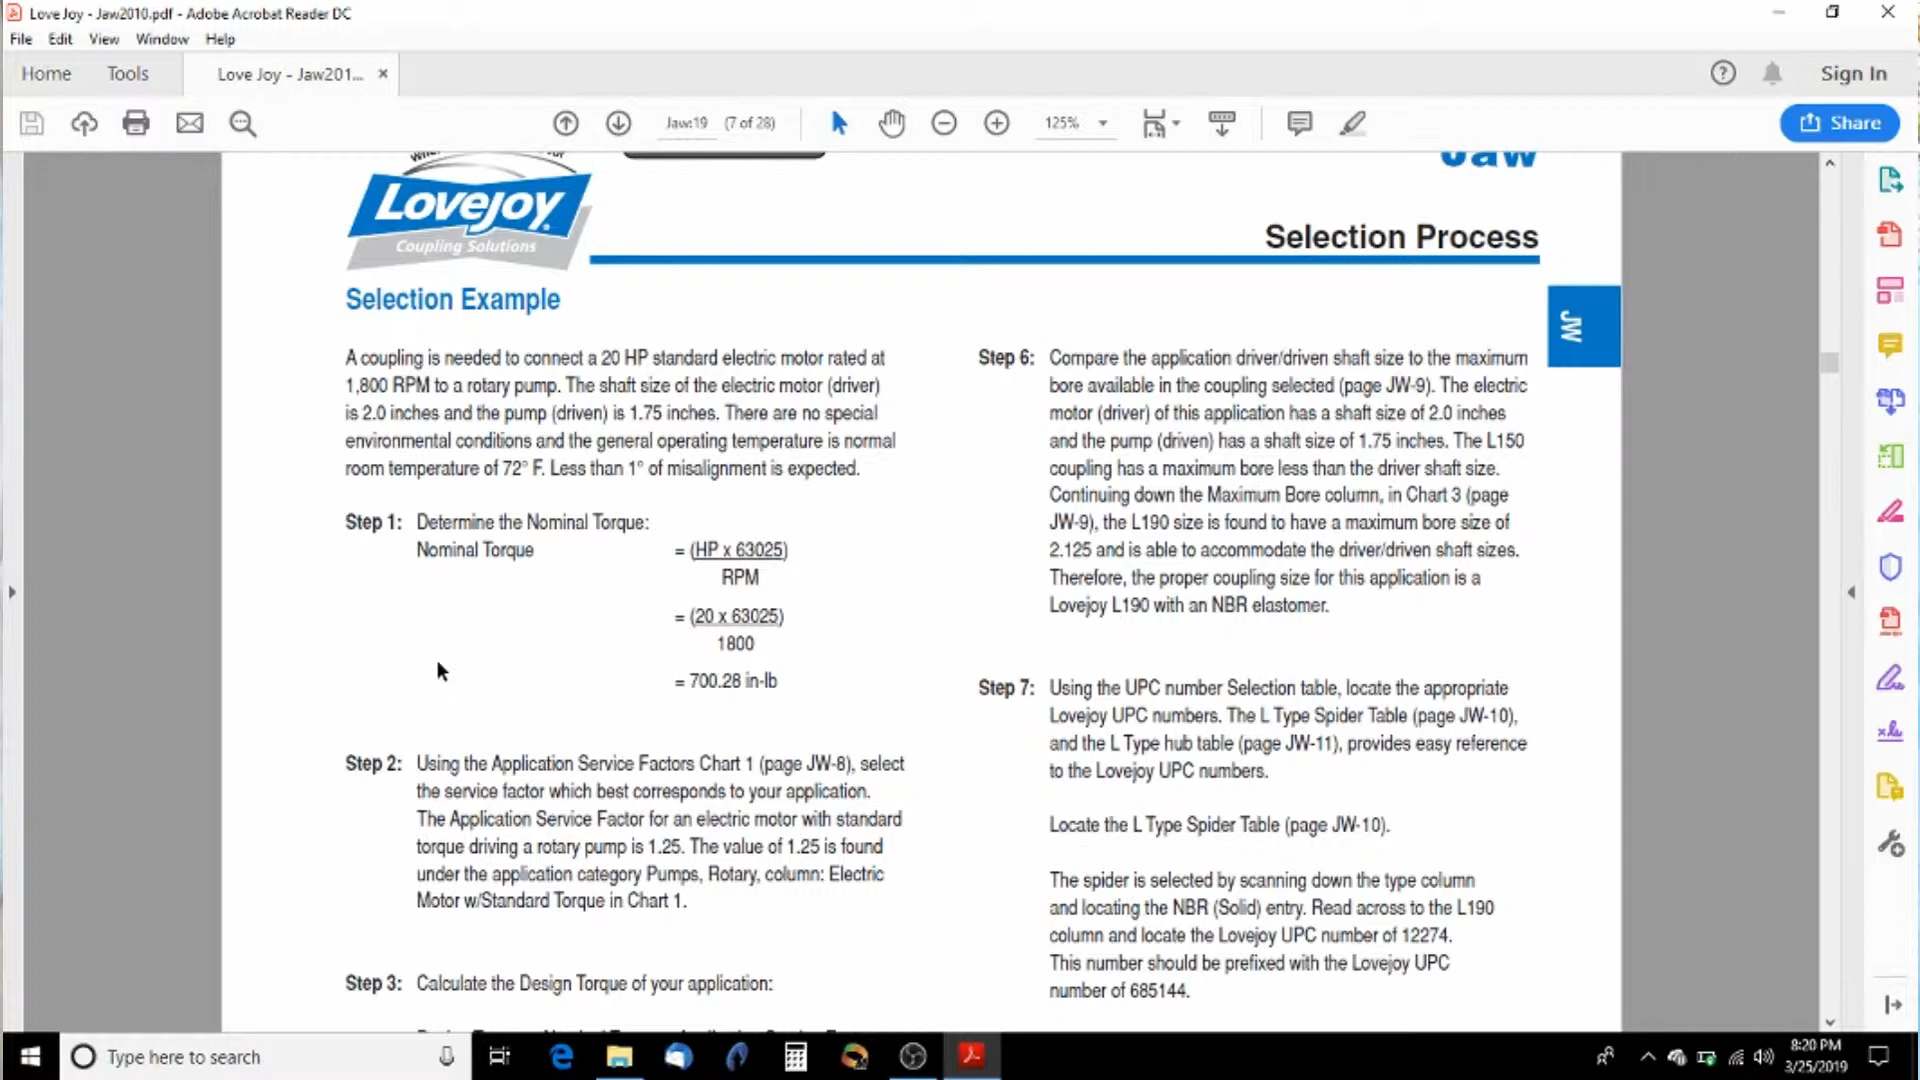 Love Joy - Jaw2010.pdf - Adobe Acrobat Reader DC
File Edit View Window Help
Home Tools Love Joy - Jaw201... ×
Sign In
Jaw:19 (7 of 28) 125%
Share
Jaw
Lovejoy
Coupling Solutions
Selection Process
JW
Selection Example
A coupling is needed to connect a 20 HP standard electric motor rated at
1,800 RPM to a rotary pump. The shaft size of the electric motor (driver)
is 2.0 inches and the pump (driven) is 1.75 inches. There are no special
environmental conditions and the general operating temperature is normal
room temperature of 72° F. Less than 1° of misalignment is expected.
Step 1: Determine the Nominal Torque:
Nominal Torque = (HP x 63025)
RPM
= (20 x 63025)
1800
= 700.28 in-lb
Step 2: Using the Application Service Factors Chart 1 (page JW-8), select
the service factor which best corresponds to your application.
The Application Service Factor for an electric motor with standard
torque driving a rotary pump is 1.25. The value of 1.25 is found
under the application category Pumps, Rotary, column: Electric
Motor w/Standard Torque in Chart 1.
Step 3: Calculate the Design Torque of your application:
Step 6: Compare the application driver/driven shaft size to the maximum
bore available in the coupling selected (page JW-9). The electric
motor (driver) of this application has a shaft size of 2.0 inches
and the pump (driven) has a shaft size of 1.75 inches. The L150
coupling has a maximum bore less than the driver shaft size.
Continuing down the Maximum Bore column, in Chart 3 (page
JW-9), the L190 size is found to have a maximum bore size of
2.125 and is able to accommodate the driver/driven shaft sizes.
Therefore, the proper coupling size for this application is a
Lovejoy L190 with an NBR elastomer.
Step 7: Using the UPC number Selection table, locate the appropriate
Lovejoy UPC numbers. The L Type Spider Table (page JW-10),
and the L Type hub table (page JW-11), provides easy reference
to the Lovejoy UPC numbers.
Locate the L Type Spider Table (page JW-10).
The spider is selected by scanning down the type column
and locating the NBR (Solid) entry. Read across to the L190
column and locate the Lovejoy UPC number of 12274.
This number should be prefixed with the Lovejoy UPC
number of 685144.
Type here to search
8:20 PM
3/25/2019